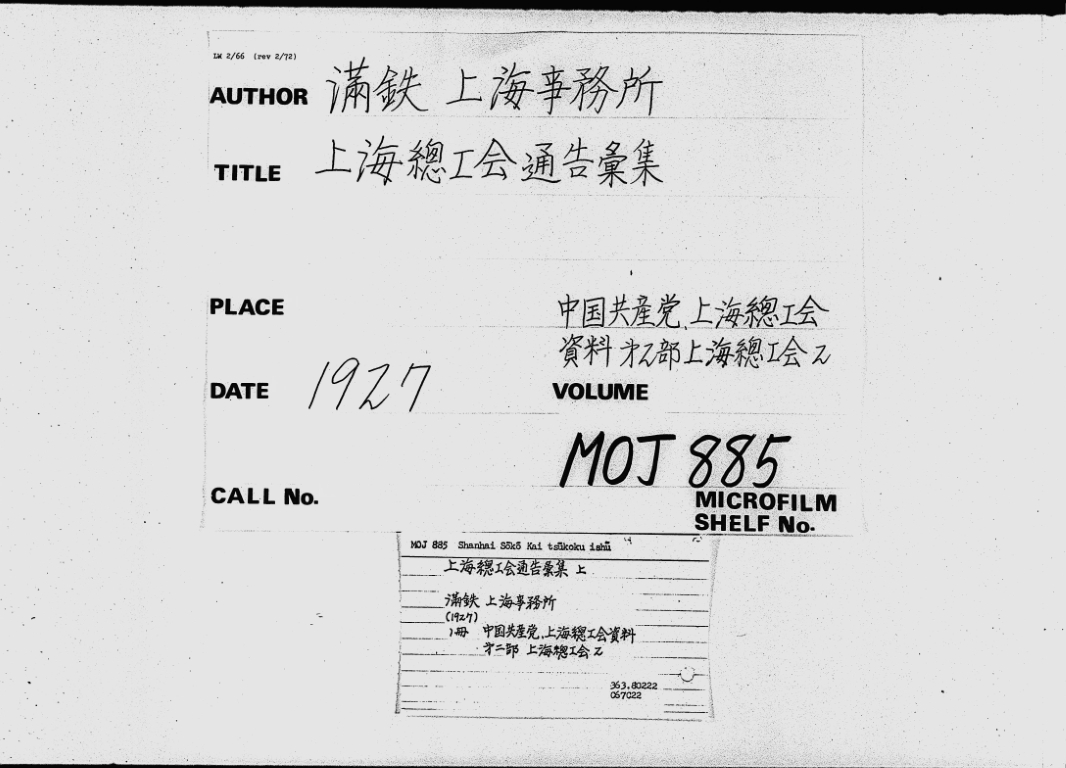 LW 2/66 (rev 2/72)
AUTHOR 満鉄 上海事務所
TITLE 上海總工会通告彙集
PLACE
中国共産党、上海總工会
資料 第乙部上海總工会乙
DATE 1927
VOLUME
MOJ 885
CALL No.
MICROFILM
SHELF No.
MOJ 885 Shanhai Sōkō Kai tsūkoku ishū
上海總工会通告彙集 上
満鉄 上海事務所
(1927)
1冊 中国共産党、上海總工会資料
第二部 上海總工会乙
363.80222
067022